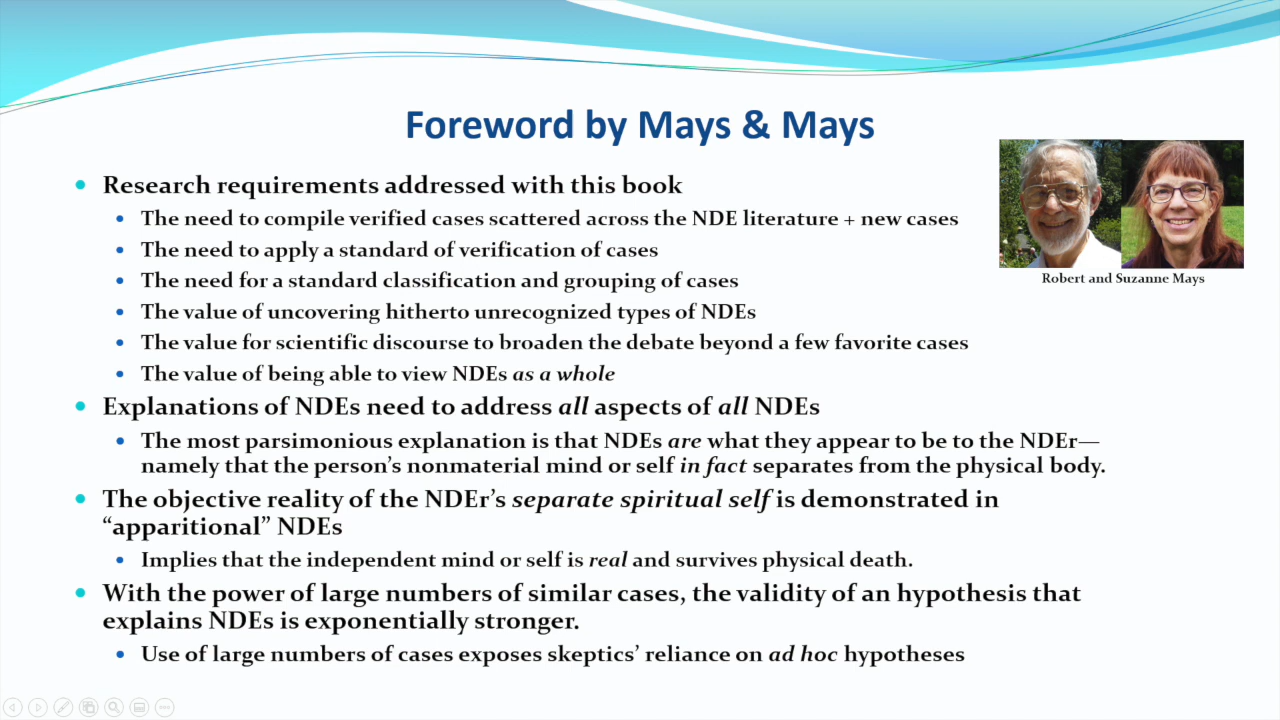 Foreword by Mays & Mays
Research requirements addressed with this book
The need to compile verified cases scattered across the NDE literature + new cases
The need to apply a standard of verification of cases
The need for a standard classification and grouping of cases
The value of uncovering hitherto unrecognized types of NDEs
The value for scientific discourse to broaden the debate beyond a few favorite cases
The value of being able to view NDEs as a whole
Robert and Suzanne Mays
Explanations of NDEs need to address all aspects of all NDEs
The most parsimonious explanation is that NDEs are what they appear to be to the NDEr—
namely that the person's nonmaterial mind or self in fact separates from the physical body.
The objective reality of the NDEr's separate spiritual self is demonstrated in
“apparitional” NDEs
Implies that the independent mind or self is real and survives physical death.
With the power of large numbers of similar cases, the validity of an hypothesis that
explains NDEs is exponentially stronger.
Use of large numbers of cases exposes skeptics' reliance on ad hoc hypotheses